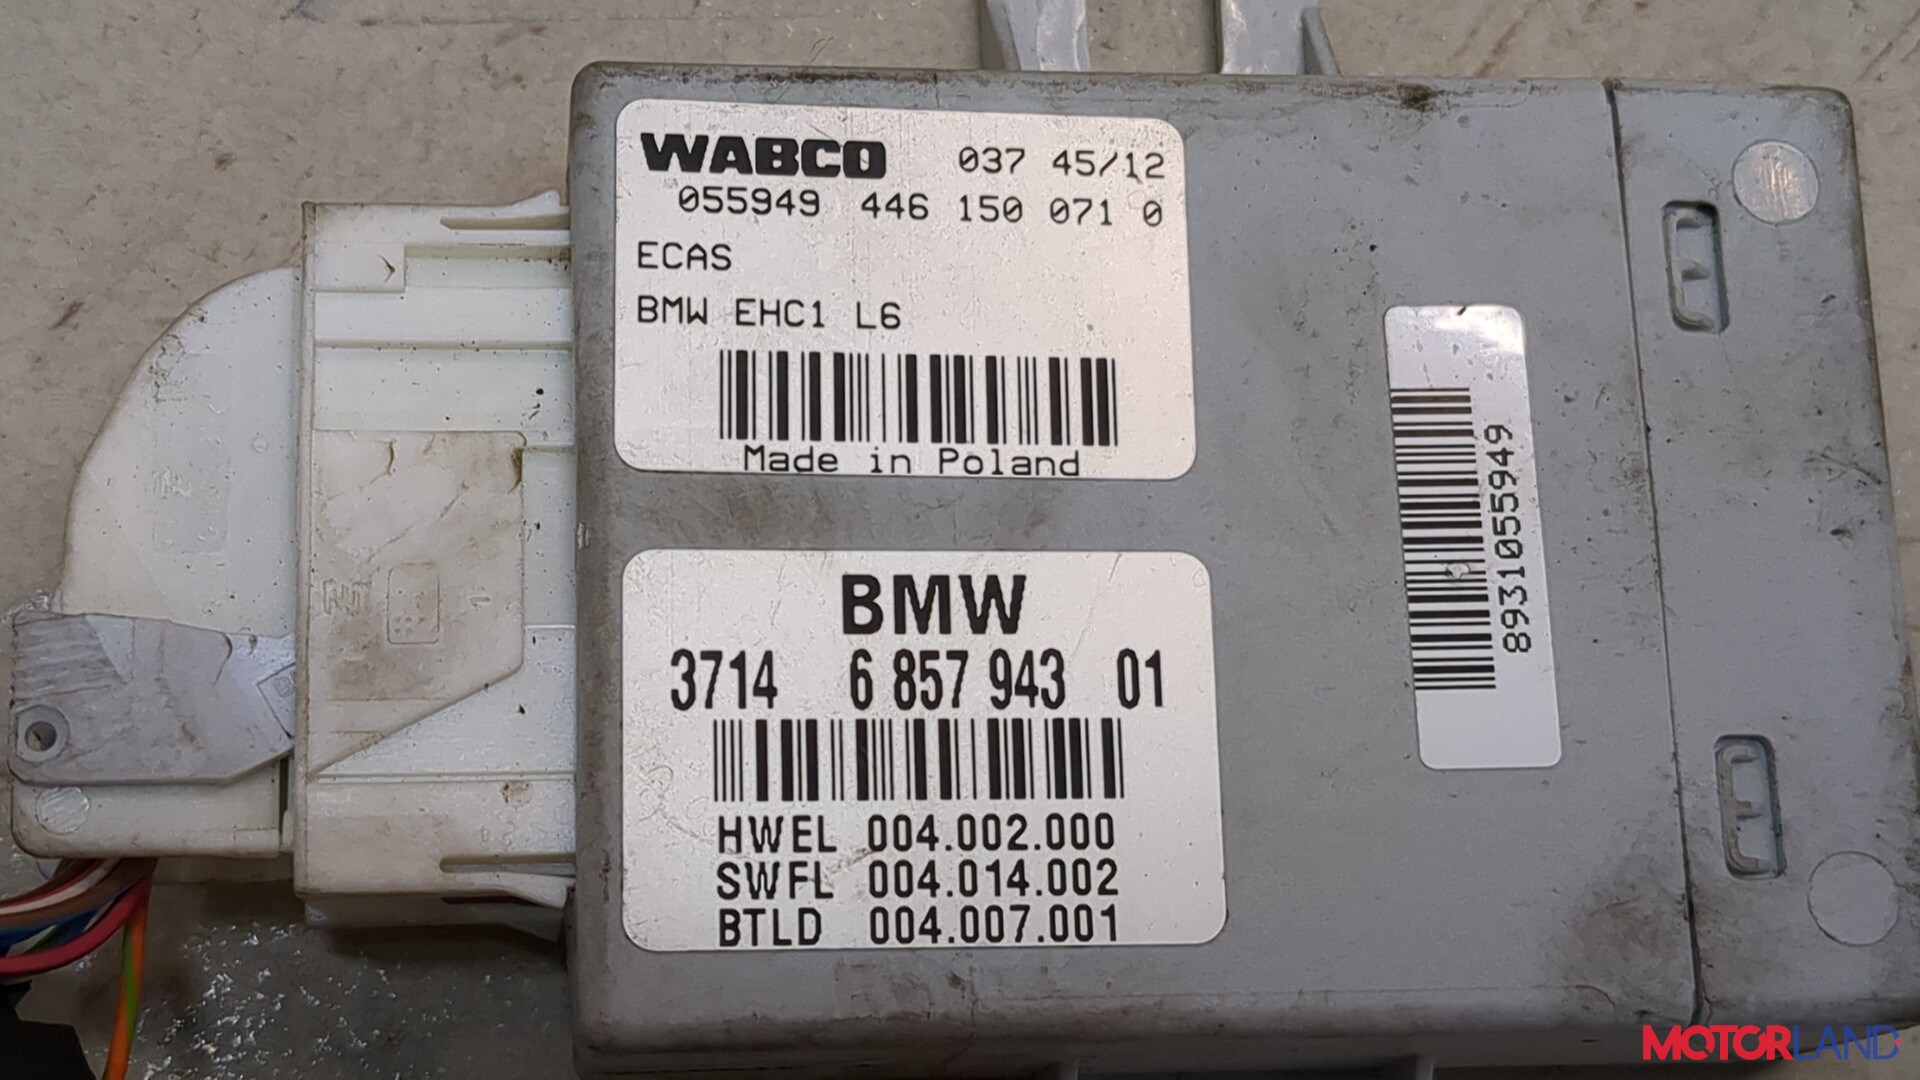 WABCO 037 45/12
055949 446 150 071 0
ECAS
BMW EHC1 L6
Made in Poland
BMW
3714 6 857 943 01
HWEL 004.002.000
SWFL 004.014.002
BTLD 004.007.001
8931055949
MOTORLAND